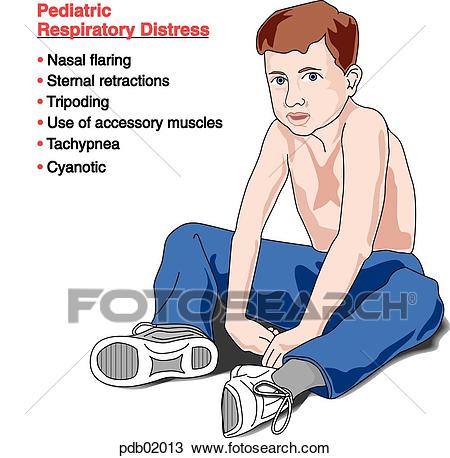 Pediatric
Respiratory Distress
• Nasal flaring
• Sternal retractions
• Tripoding
• Use of accessory muscles
• Tachypnea
• Cyanotic
FOTOSEARCH®
pdb02013 www.fotosearch.com